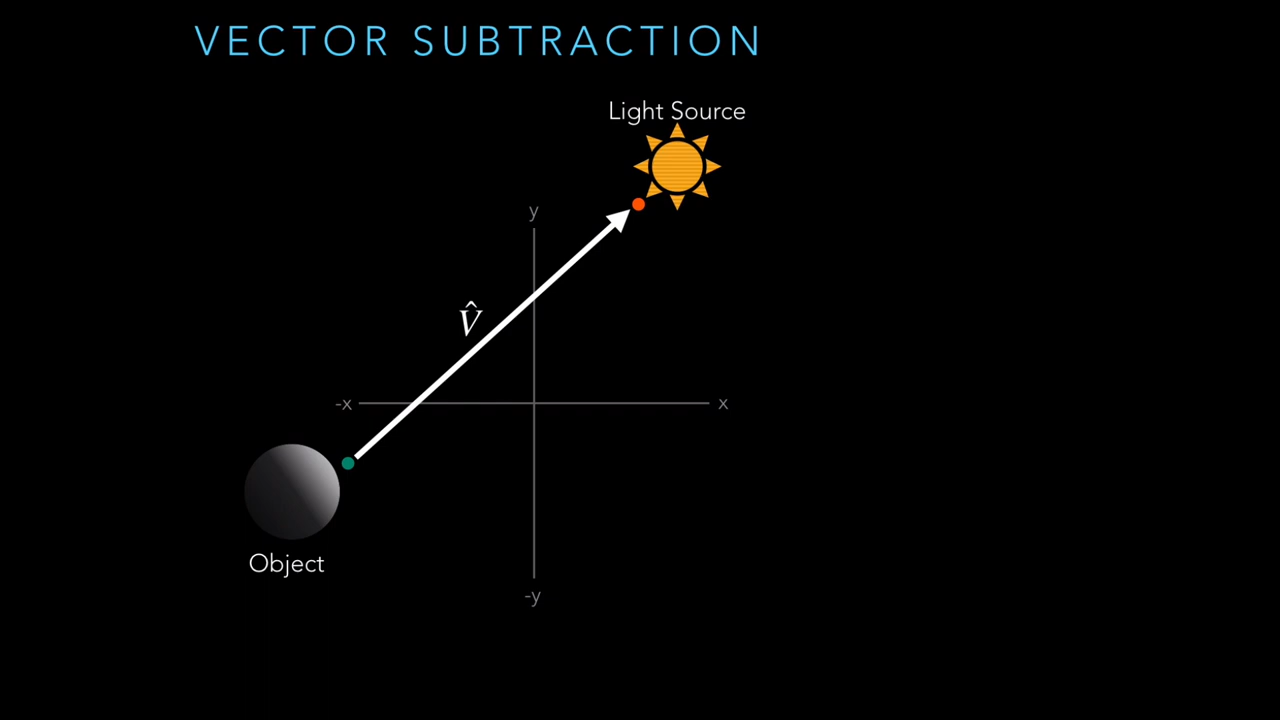 VECTOR SUBTRACTION
Light Source
y
V̂
-x
x
Object
-y